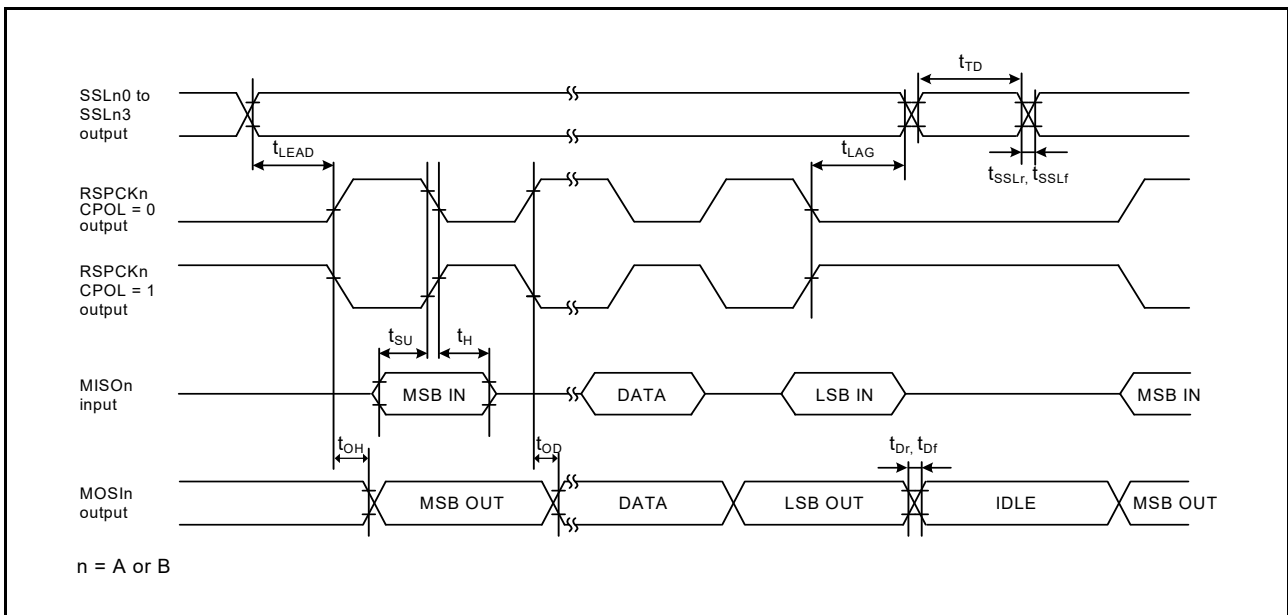 t_TD
SSLn0 to
SSLn3
output
t_LEAD
t_LAG
t_SSLr, t_SSLf
RSPCKn
CPOL = 0
output
RSPCKn
CPOL = 1
output
t_SU
t_H
MISOn
input
MSB IN
DATA
LSB IN
MSB IN
t_OH
t_OD
t_Dr, t_Df
MOSIn
output
MSB OUT
DATA
LSB OUT
IDLE
MSB OUT
n = A or B